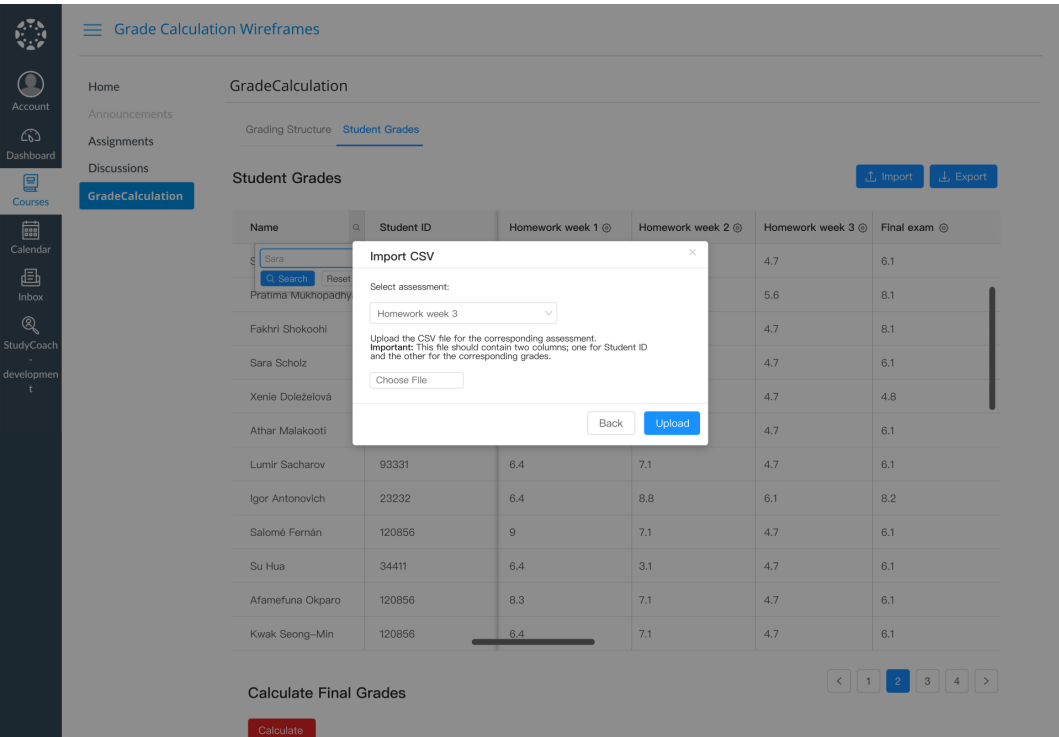 Grade Calculation Wireframes
Account
Dashboard
Courses
Calendar
Inbox
StudyCoach
-
developmen
t
Home
Announcements
Assignments
Discussions
GradeCalculation
GradeCalculation
Grading Structure Student Grades
Student Grades
Import Export
Name Student ID Homework week 1 Homework week 2 Homework week 3 Final exam
Sara
Search Reset
Import CSV
Select assessment:
Homework week 3
Upload the CSV file for the corresponding assessment.
Important: This file should contain two columns; one for Student ID
and the other for the corresponding grades.
Choose File
Back Upload
4.7 6.1
Pratima Mukhopadhy 5.6 8.1
Fakhri Shokoohi 4.7 8.1
Sara Scholz 4.7 6.1
Xenie Doleželová 4.7 4.8
Athar Malakooti 4.7 6.1
Lumir Sacharov 93331 6.4 7.1 4.7 6.1
Igor Antonovich 23232 6.4 8.8 6.1 8.2
Salomé Fernán 120856 9 7.1 4.7 6.1
Su Hua 34411 6.4 3.1 4.7 6.1
Afamefuna Okparo 120856 8.3 7.1 4.7 6.1
Kwak Seong-Min 120856 6.4 7.1 4.7 6.1
< 1 2 3 4 >
Calculate Final Grades
Calculate